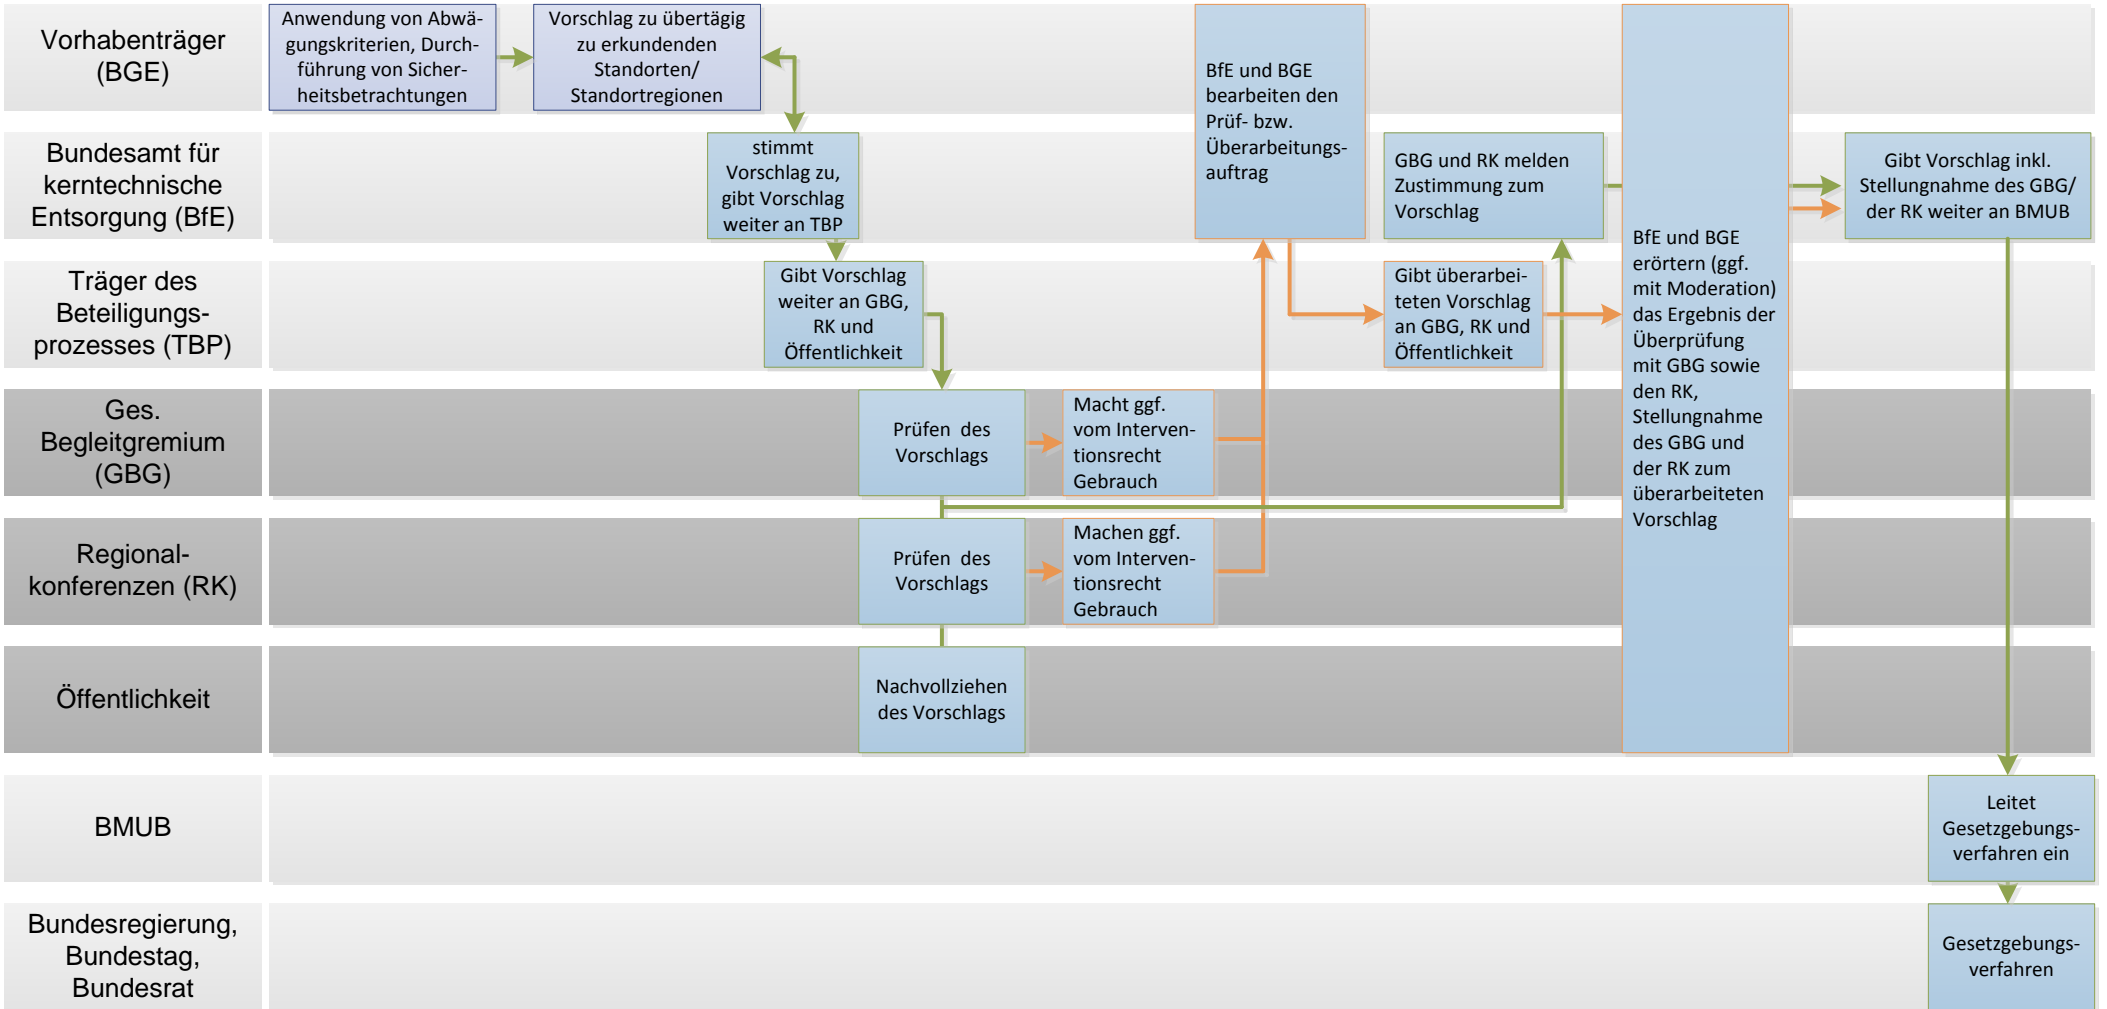 Vorhabenträger
(BGE)
Anwendung von Abwä-
gungskriterien, Durch-
führung von Sicher-
heitsbetrachtungen
Vorschlag zu übertägig
zu erkundenden
Standorten/
Standortregionen
BfE und BGE
bearbeiten den
Prüf- bzw.
Überarbeitungs-
auftrag
Bundesamt für
kerntechnische
Entsorgung (BfE)
stimmt
Vorschlag zu,
gibt Vorschlag
weiter an TBP
GBG und RK melden
Zustimmung zum
Vorschlag
BfE und BGE
erörtern (ggf.
mit Moderation)
das Ergebnis der
Überprüfung
mit GBG sowie
den RK,
Stellungnahme
des GBG und
der RK zum
überarbeiteten
Vorschlag
Gibt Vorschlag inkl.
Stellungnahme des GBG/
der RK weiter an BMUB
Träger des
Beteiligungs-
prozesses (TBP)
Gibt Vorschlag
weiter an GBG,
RK und
Öffentlichkeit
Gibt überarbei-
teten Vorschlag
an GBG, RK und
Öffentlichkeit
Ges.
Begleitgremium
(GBG)
Prüfen des
Vorschlags
Macht ggf.
vom Interven-
tionsrecht
Gebrauch
Regional-
konferenzen (RK)
Prüfen des
Vorschlags
Machen ggf.
vom Interven-
tionsrecht
Gebrauch
Öffentlichkeit
Nachvollziehen
des Vorschlags
BMUB
Leitet
Gesetzgebungs-
verfahren ein
Bundesregierung,
Bundestag,
Bundesrat
Gesetzgebungs-
verfahren